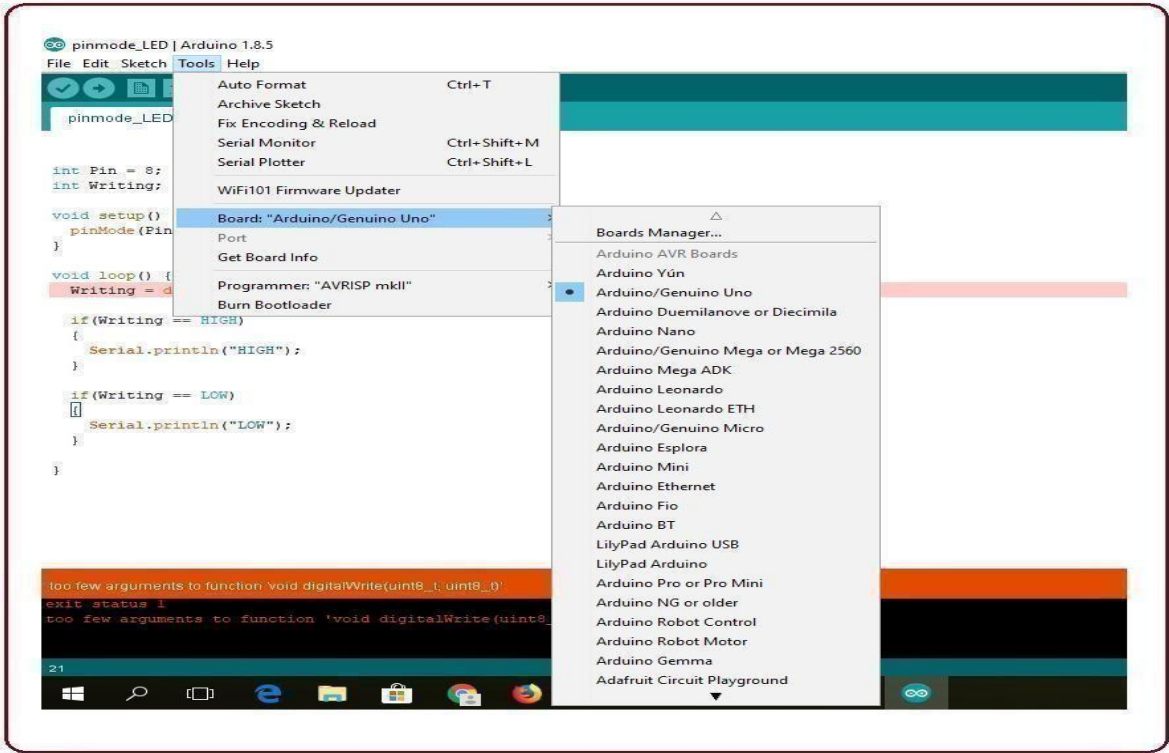 pinmode_LED | Arduino 1.8.5
File Edit Sketch Tools Help
pinmode_LED
Auto Format Ctrl+T
Archive Sketch
Fix Encoding & Reload
Serial Monitor Ctrl+Shift+M
Serial Plotter Ctrl+Shift+L
WiFi101 Firmware Updater
Board: "Arduino/Genuino Uno"
Port
Get Board Info
Programmer: "AVRISP mkII"
Burn Bootloader
Boards Manager...
Arduino AVR Boards
Arduino Yún
Arduino/Genuino Uno
Arduino Duemilanove or Diecimila
Arduino Nano
Arduino/Genuino Mega or Mega 2560
Arduino Mega ADK
Arduino Leonardo
Arduino Leonardo ETH
Arduino/Genuino Micro
Arduino Esplora
Arduino Mini
Arduino Ethernet
Arduino Fio
Arduino BT
LilyPad Arduino USB
LilyPad Arduino
Arduino Pro or Pro Mini
Arduino NG or older
Arduino Robot Control
Arduino Robot Motor
Arduino Gemma
Adafruit Circuit Playground
int Pin = 8;
int Writing;
void setup()
pinMode(Pin
}
void loop() {
Writing = d
if(Writing == HIGH)
{
Serial.println("HIGH");
}
if(Writing == LOW)
{
Serial.println("LOW");
}
}
too few arguments to function 'void digitalWrite(uint8_t, uint8_t)'
exit status 1
too few arguments to function 'void digitalWrite(uint8_
21